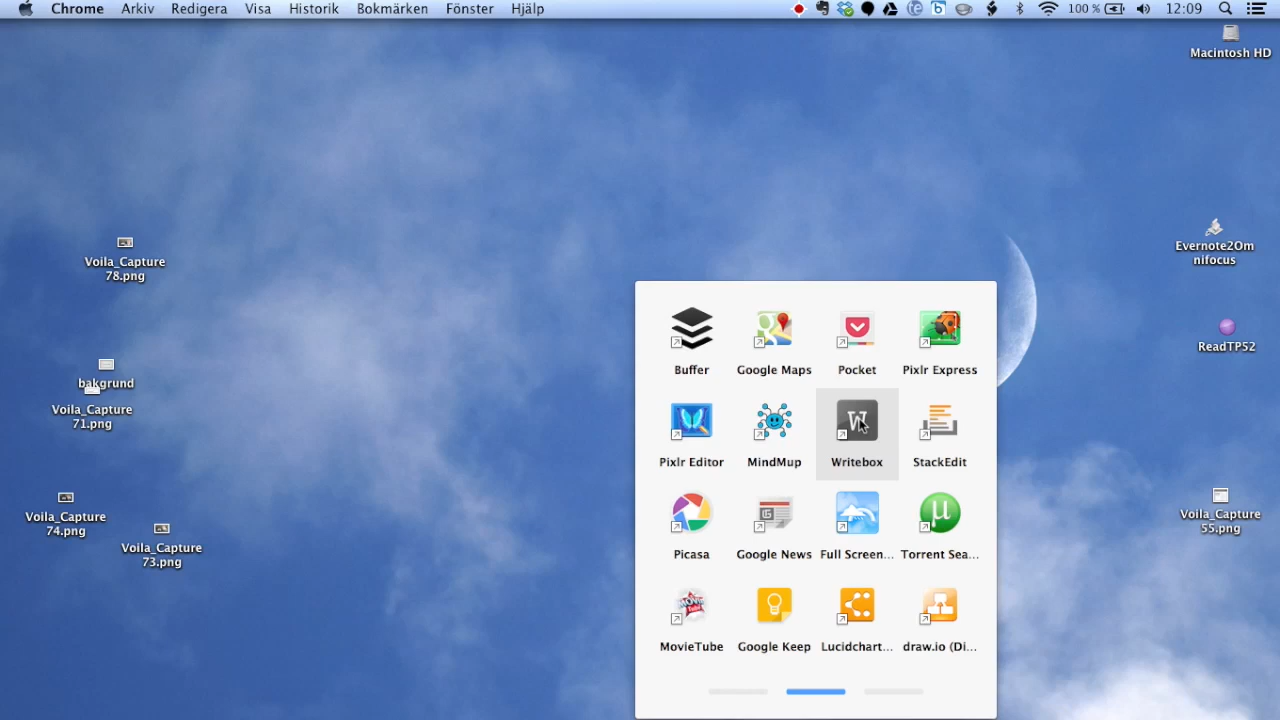 Chrome Arkiv Redigera Visa Historik Bokmärken Fönster Hjälp 100 % 12:09
Macintosh HD
Voila_Capture
78.png
Evernote2Om
nifocus
ReadTP52
bakgrund
Voila_Capture
71.png
Voila_Capture
74.png
Voila_Capture
73.png
Voila_Capture
55.png
Buffer Google Maps Pocket Pixlr Express
Pixlr Editor MindMup Writebox StackEdit
Picasa Google News Full Screen... Torrent Sea...
MovieTube Google Keep Lucidchart... draw.io (Di...